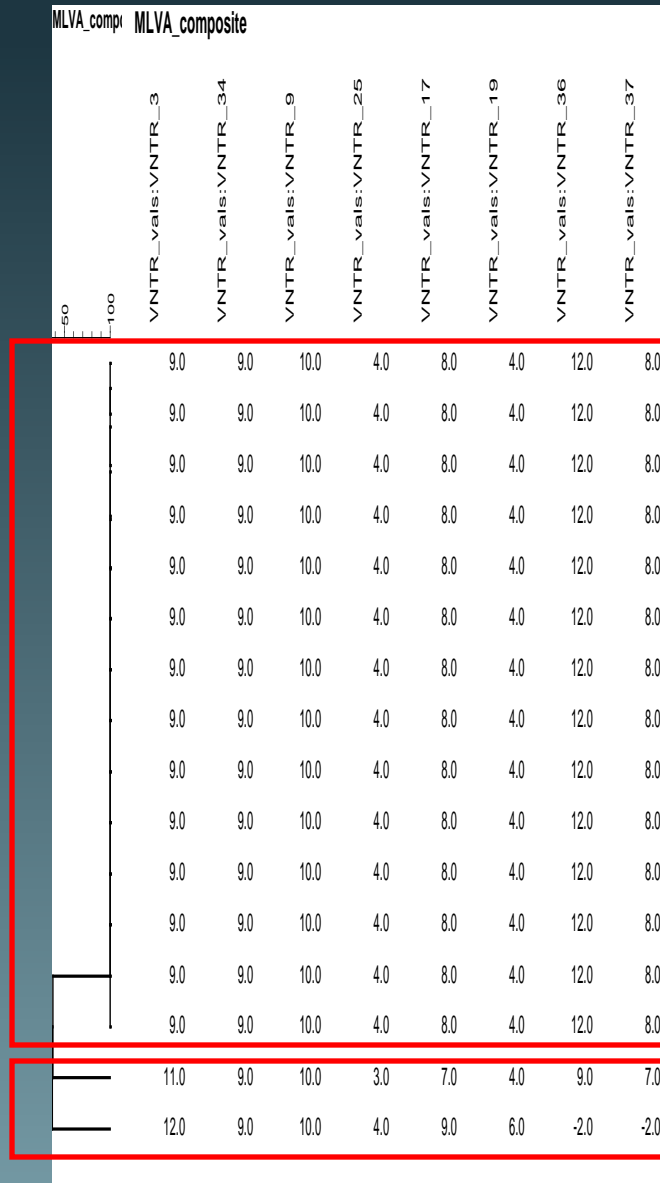 MLVA_comp MLVA_composite
50 100 VNTR_vals:VNTR_3 VNTR_vals:VNTR_34 VNTR_vals:VNTR_9 VNTR_vals:VNTR_25 VNTR_vals:VNTR_17 VNTR_vals:VNTR_19 VNTR_vals:VNTR_36 VNTR_vals:VNTR_37
9.0 9.0 10.0 4.0 8.0 4.0 12.0 8.0
9.0 9.0 10.0 4.0 8.0 4.0 12.0 8.0
9.0 9.0 10.0 4.0 8.0 4.0 12.0 8.0
9.0 9.0 10.0 4.0 8.0 4.0 12.0 8.0
9.0 9.0 10.0 4.0 8.0 4.0 12.0 8.0
9.0 9.0 10.0 4.0 8.0 4.0 12.0 8.0
9.0 9.0 10.0 4.0 8.0 4.0 12.0 8.0
9.0 9.0 10.0 4.0 8.0 4.0 12.0 8.0
9.0 9.0 10.0 4.0 8.0 4.0 12.0 8.0
9.0 9.0 10.0 4.0 8.0 4.0 12.0 8.0
9.0 9.0 10.0 4.0 8.0 4.0 12.0 8.0
9.0 9.0 10.0 4.0 8.0 4.0 12.0 8.0
9.0 9.0 10.0 4.0 8.0 4.0 12.0 8.0
9.0 9.0 10.0 4.0 8.0 4.0 12.0 8.0
11.0 9.0 10.0 3.0 7.0 4.0 9.0 7.0
12.0 9.0 10.0 4.0 9.0 6.0 -2.0 -2.0